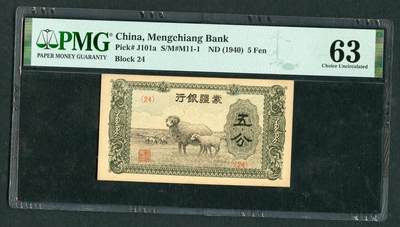 PMG
PAPER MONEY GUARANTY
China, Mengchiang Bank
Pick# J101a S/M#M11-1 ND (1940) 5 Fen
Block 24
63
Choice Uncirculated
行銀疆蒙
(24)
五分
(24)